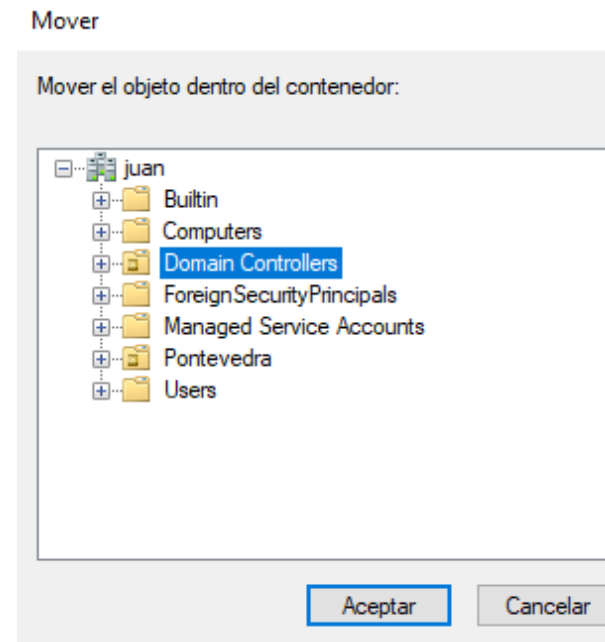 Mover
Mover el objeto dentro del contenedor:
juan
Builtin
Computers
Domain Controllers
ForeignSecurityPrincipals
Managed Service Accounts
Pontevedra
Users
Aceptar Cancelar